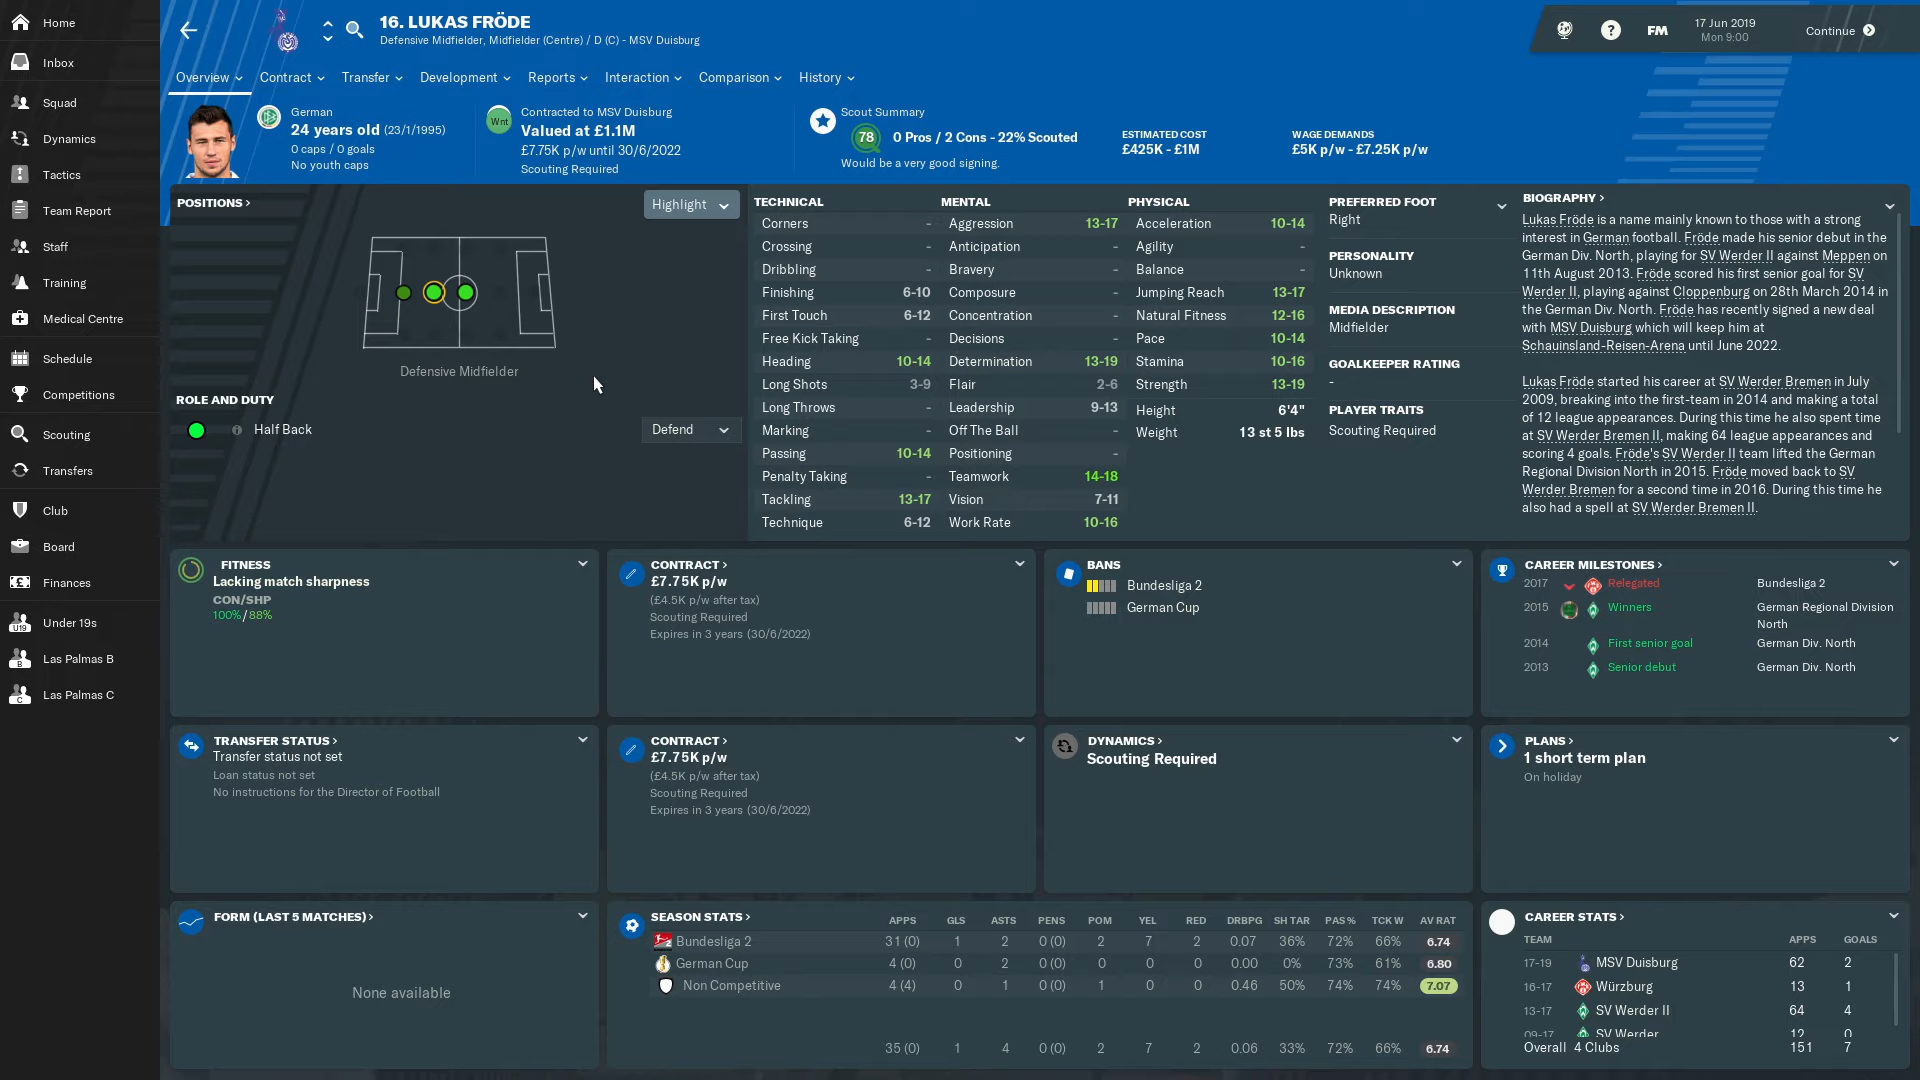 Home
Inbox
Squad
Dynamics
Tactics
Team Report
Staff
Training
Medical Centre
Schedule
Competitions
Scouting
Transfers
Club
Board
Finances
U19 Under 19s
B Las Palmas B
C Las Palmas C
16. LUKAS FRÖDE
Defensive Midfielder, Midfielder (Centre) / D (C) - MSV Duisburg
FM
17 Jun 2019
Mon 9:00
Continue
Overview Contract Transfer Development Reports Interaction Comparison History
German
24 years old (23/1/1995)
0 caps / 0 goals
No youth caps
Wnt
Contracted to MSV Duisburg
Valued at £1.1M
£7.75K p/w until 30/6/2022
Scouting Required
Scout Summary
78 0 Pros / 2 Cons - 22% Scouted
Would be a very good signing.
ESTIMATED COST
£425K - £1M
WAGE DEMANDS
£5K p/w - £7.25K p/w
POSITIONS >
Highlight
Defensive Midfielder
ROLE AND DUTY
Half Back
Defend
TECHNICAL
Corners -
Crossing -
Dribbling -
Finishing 6-10
First Touch 6-12
Free Kick Taking -
Heading 10-14
Long Shots 3-9
Long Throws -
Marking -
Passing 10-14
Penalty Taking -
Tackling 13-17
Technique 6-12
MENTAL
Aggression 13-17
Anticipation -
Bravery -
Composure -
Concentration -
Decisions -
Determination 13-19
Flair 2-6
Leadership 9-13
Off The Ball -
Positioning -
Teamwork 14-18
Vision 7-11
Work Rate 10-16
PHYSICAL
Acceleration 10-14
Agility -
Balance -
Jumping Reach 13-17
Natural Fitness 12-16
Pace 10-14
Stamina 10-16
Strength 13-19
Height 6'4"
Weight 13 st 5 lbs
PREFERRED FOOT
Right
PERSONALITY
Unknown
MEDIA DESCRIPTION
Midfielder
GOALKEEPER RATING
-
PLAYER TRAITS
Scouting Required
BIOGRAPHY >
Lukas Fröde is a name mainly known to those with a strong
interest in German football. Fröde made his senior debut in the
German Div. North, playing for SV Werder II against Meppen on
11th August 2013. Fröde scored his first senior goal for SV
Werder II, playing against Cloppenburg on 28th March 2014 in
the German Div. North. Fröde has recently signed a new deal
with MSV Duisburg which will keep him at
Schauinsland-Reisen-Arena until June 2022.
Lukas Fröde started his career at SV Werder Bremen in July
2009, breaking into the first-team in 2014 and making a total
of 12 league appearances. During this time he also spent time
at SV Werder Bremen II, making 64 league appearances and
scoring 4 goals. Fröde's SV Werder II team lifted the German
Regional Division North in 2015. Fröde moved back to SV
Werder Bremen for a second time in 2016. During this time he
also had a spell at SV Werder Bremen II.
FITNESS
Lacking match sharpness
CON/SHP
100%/88%
CONTRACT >
£7.75K p/w
(£4.5K p/w after tax)
Scouting Required
Expires in 3 years (30/6/2022)
BANS
Bundesliga 2
German Cup
CAREER MILESTONES >
2017 Relegated Bundesliga 2
2015 Winners German Regional Division
North
2014 First senior goal German Div. North
2013 Senior debut German Div. North
TRANSFER STATUS >
Transfer status not set
Loan status not set
No instructions for the Director of Football
CONTRACT >
£7.75K p/w
(£4.5K p/w after tax)
Scouting Required
Expires in 3 years (30/6/2022)
DYNAMICS >
Scouting Required
PLANS >
1 short term plan
On holiday
FORM (LAST 5 MATCHES) >
None available
SEASON STATS > APPS GLS ASTS PENS POM YEL RED DRBPG SH TAR PAS % TCK W AV RAT
Bundesliga 2 31 (0) 1 2 0 (0) 2 7 2 0.07 36% 72% 66% 6.74
German Cup 4 (0) 0 2 0 (0) 0 0 0 0.00 0% 73% 61% 6.80
Non Competitive 4 (4) 0 1 0 (0) 1 0 0 0.46 50% 74% 74% 7.07
35 (0) 1 4 0 (0) 2 7 2 0.06 33% 72% 66% 6.74
CAREER STATS >
TEAM APPS GOALS
17-19 MSV Duisburg 62 2
16-17 Würzburg 13 1
13-17 SV Werder II 64 4
09-17 SV Werder 12 0
Overall 4 Clubs 151 7